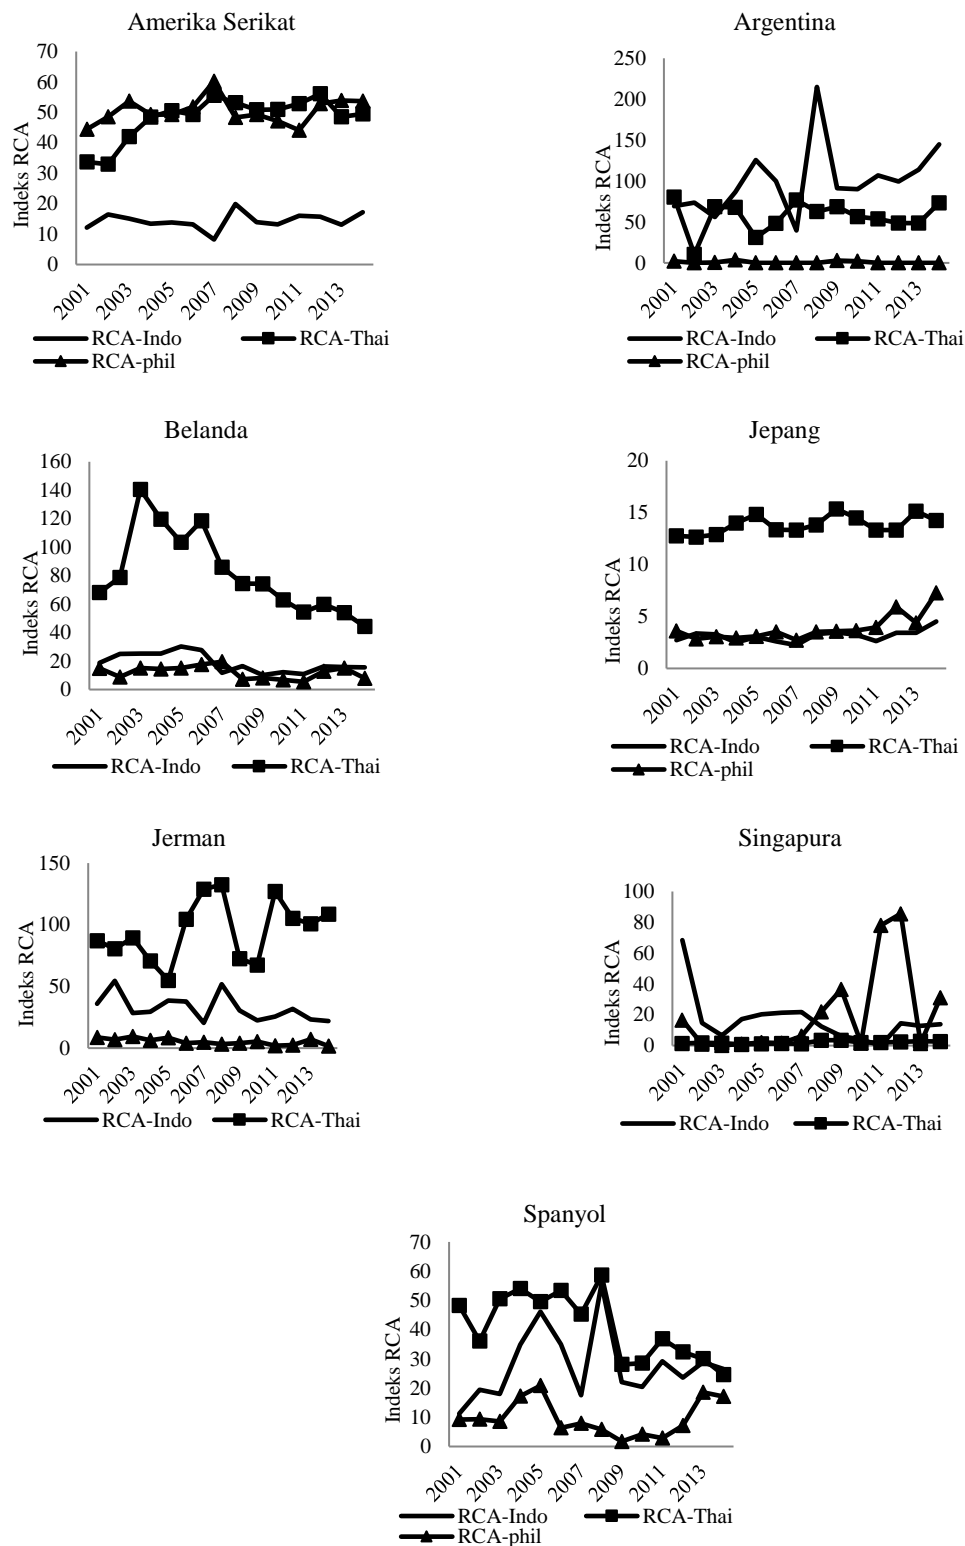 Amerika Serikat
Indeks RCA
70
60
50
40
30
20
10
0
2001 2003 2005 2007 2009 2011 2013
RCA-Indo RCA-Thai
RCA-phil
Argentina
Indeks RCA
250
200
150
100
50
0
2001 2003 2005 2007 2009 2011 2013
RCA-Indo RCA-Thai
RCA-phil
Belanda
Indeks RCA
160
140
120
100
80
60
40
20
0
2001 2003 2005 2007 2009 2011 2013
RCA-Indo RCA-Thai
Jepang
Indeks RCA
20
15
10
5
0
2001 2003 2005 2007 2009 2011 2013
RCA-Indo RCA-Thai
RCA-phil
Jerman
Indeks RCA
150
100
50
0
2001 2003 2005 2007 2009 2011 2013
RCA-Indo RCA-Thai
Singapura
Indeks RCA
100
80
60
40
20
0
2001 2003 2005 2007 2009 2011 2013
RCA-Indo RCA-Thai
Spanyol
Indeks RCA
70
60
50
40
30
20
10
0
2001 2003 2005 2007 2009 2011 2013
RCA-Indo RCA-Thai
RCA-phil